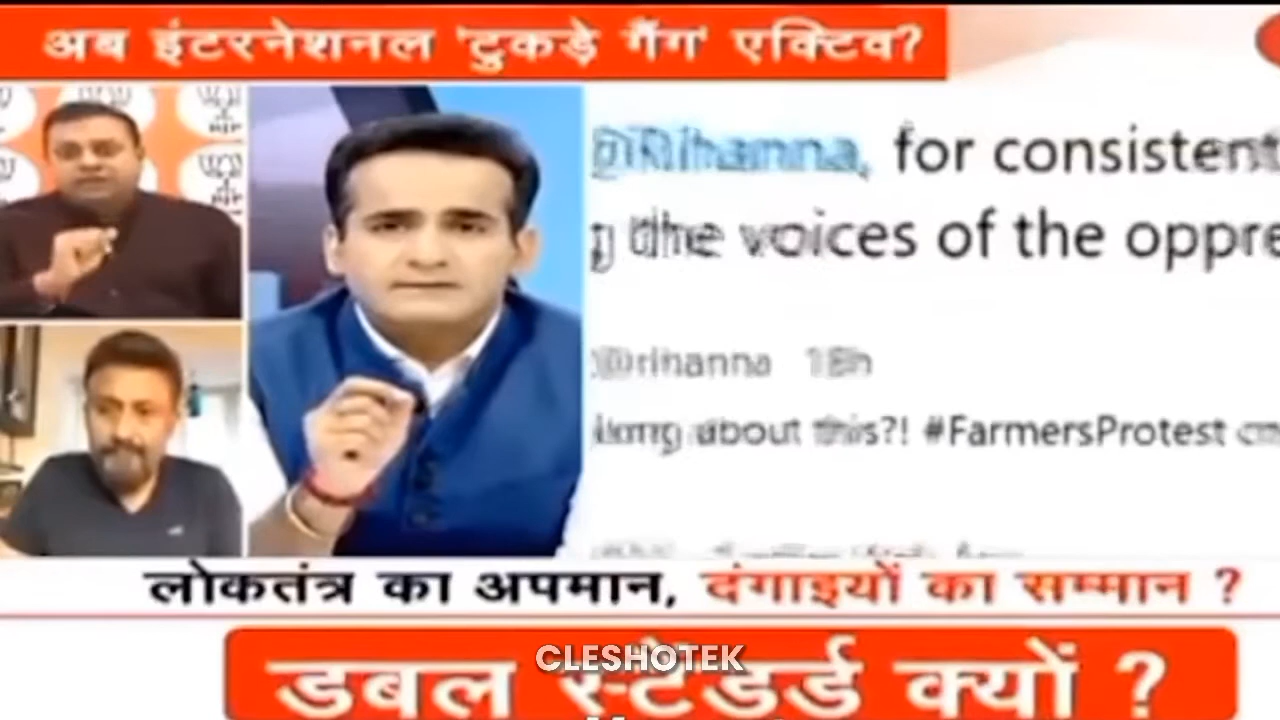 अब इंटरनेशनल 'टुकड़े गैंग' एक्टिव?
@Rihanna, for consistent
g the voices of the oppre
@rihanna 18h
about this?! #FarmersProtest
लोकतंत्र का अपमान, दंगाइयों का सम्मान ?
डबल स्टैंडर्ड क्यों ?
CLESHOTEK